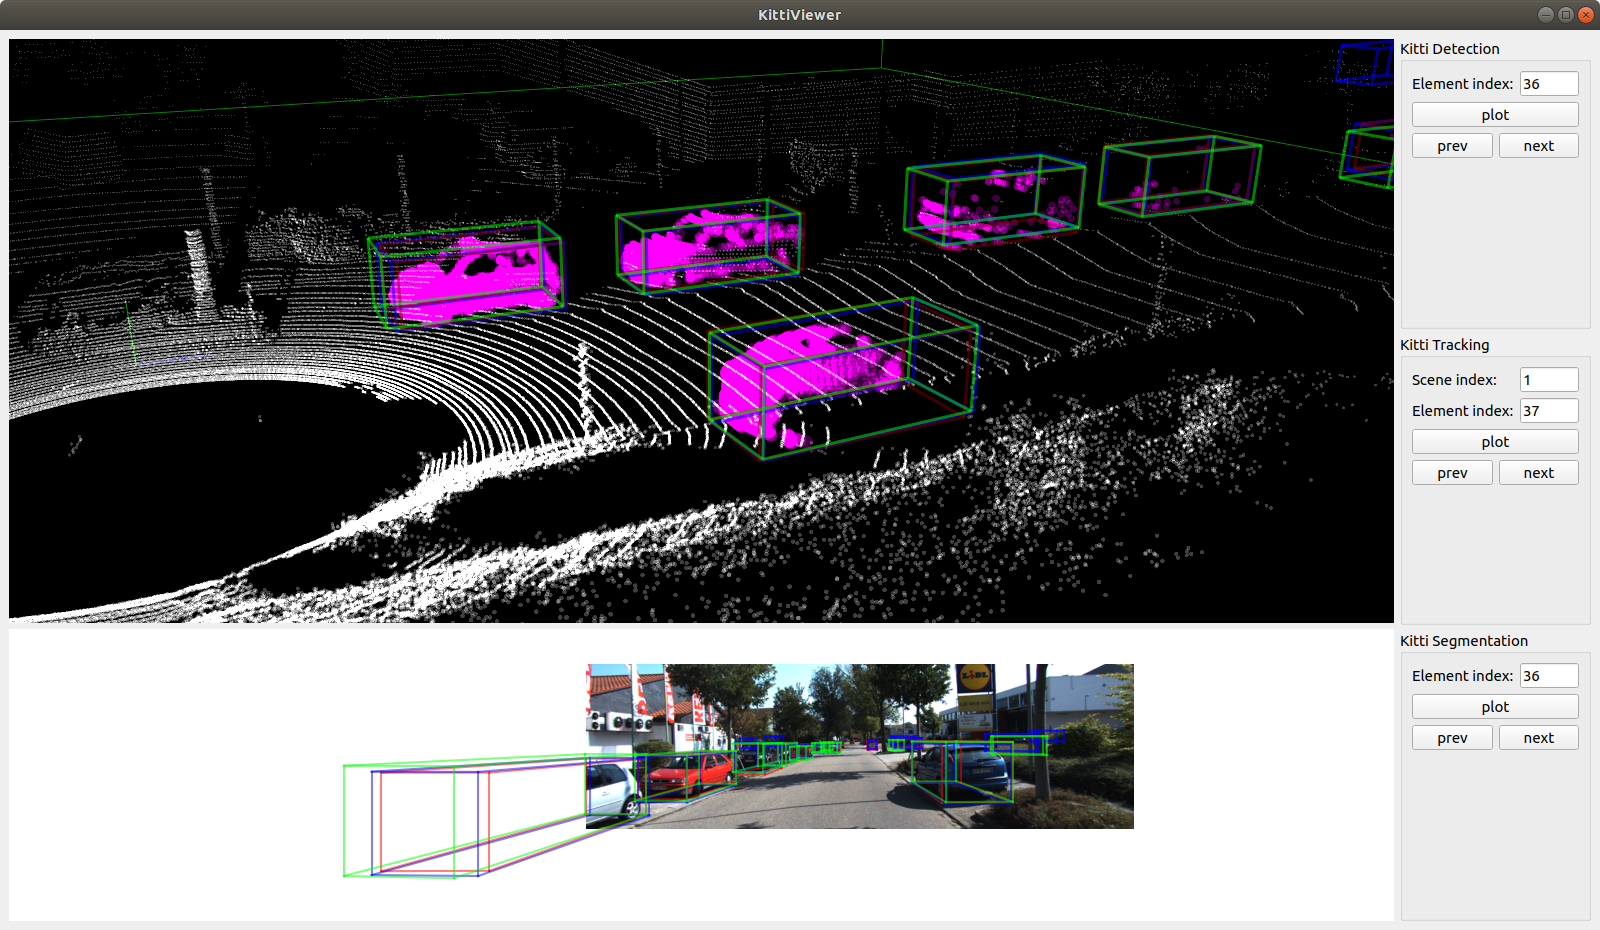 KittiViewer
Kitti Detection
Element index: 36
plot
prev next
Kitti Tracking
Scene index: 1
Element index: 37
plot
prev next
Kitti Segmentation
Element index: 36
plot
prev next
LIDL